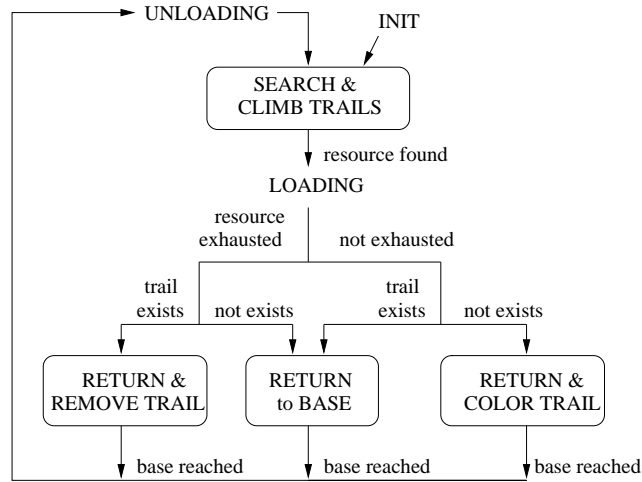 UNLOADING
INIT
SEARCH &
CLIMB TRAILS
resource found
LOADING
resource
exhausted
not exhausted
trail
exists
not exists
trail
exists
not exists
RETURN &
REMOVE TRAIL
RETURN
to BASE
RETURN &
COLOR TRAIL
base reached
base reached
base reached